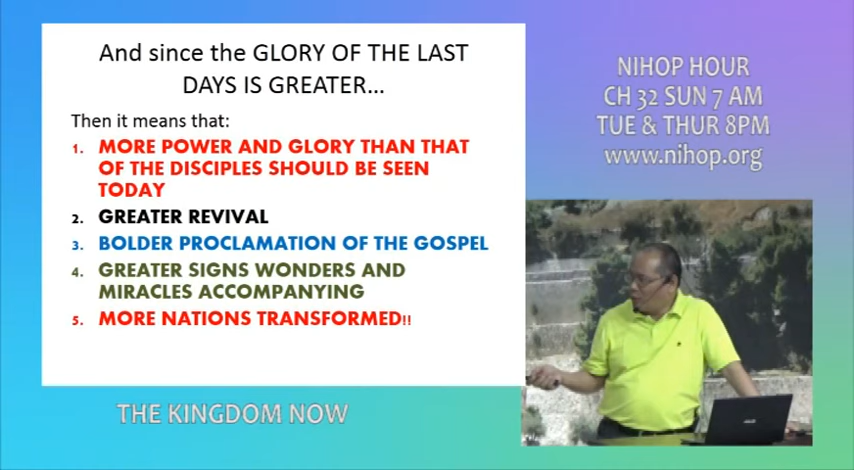 And since the GLORY OF THE LAST
DAYS IS GREATER...
Then it means that:
1. MORE POWER AND GLORY THAN THAT
OF THE DISCIPLES SHOULD BE SEEN
TODAY
2. GREATER REVIVAL
3. BOLDER PROCLAMATION OF THE GOSPEL
4. GREATER SIGNS WONDERS AND
MIRACLES ACCOMPANYING
5. MORE NATIONS TRANSFORMED!!
NIHOP HOUR
CH 32 SUN 7 AM
TUE & THUR 8PM
www.nihop.org
THE KINGDOM NOW